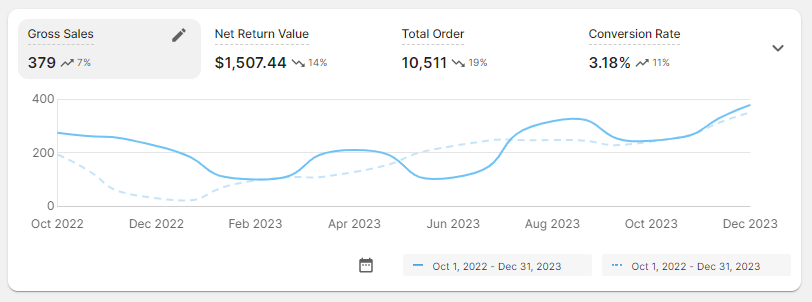 Gross Sales
379 7%
Net Return Value
$1,507.44 14%
Total Order
10,511 19%
Conversion Rate
3.18% 11%
400
200
0
Oct 2022 Dec 2022 Feb 2023 Apr 2023 Jun 2023 Aug 2023 Oct 2023 Dec 2023
Oct 1, 2022 - Dec 31, 2023 Oct 1, 2022 - Dec 31, 2023